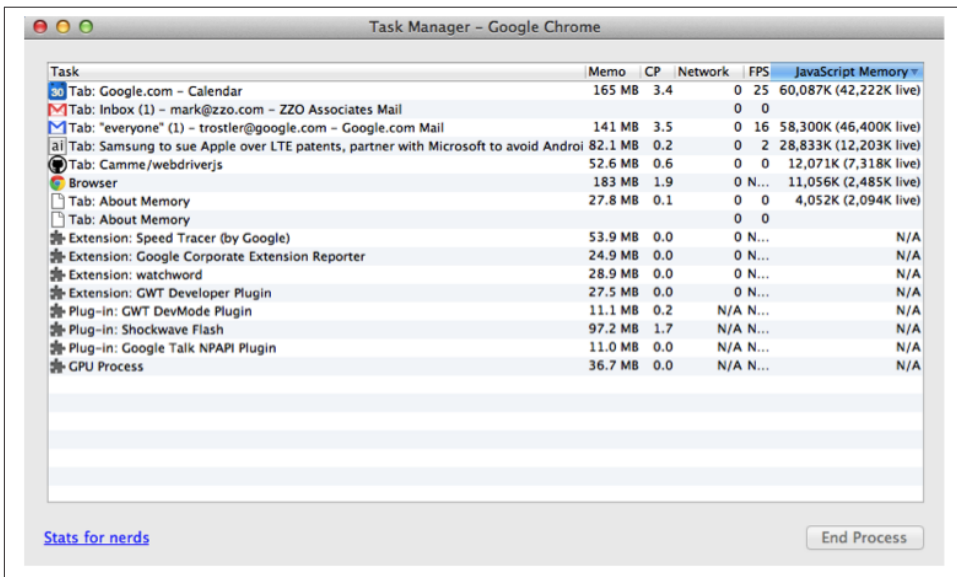 Task Manager – Google Chrome
Task Memo CP Network FPS JavaScript Memory
30 Tab: Google.com – Calendar 165 MB 3.4 0 25 60,087K (42,222K live)
Tab: Inbox (1) – mark@zzo.com – ZZO Associates Mail 0 0
Tab: "everyone" (1) – trostler@google.com – Google.com Mail 141 MB 3.5 0 16 58,300K (46,400K live)
ai Tab: Samsung to sue Apple over LTE patents, partner with Microsoft to avoid Androi 82.1 MB 0.2 0 2 28,833K (12,203K live)
Tab: Camme/webdriverjs 52.6 MB 0.6 0 0 12,071K (7,318K live)
Browser 183 MB 1.9 0 N... 11,056K (2,485K live)
Tab: About Memory 27.8 MB 0.1 0 0 4,052K (2,094K live)
Tab: About Memory 0 0
Extension: Speed Tracer (by Google) 53.9 MB 0.0 0 N... N/A
Extension: Google Corporate Extension Reporter 24.9 MB 0.0 0 N... N/A
Extension: watchword 28.9 MB 0.0 0 N... N/A
Extension: GWT Developer Plugin 27.5 MB 0.0 0 N... N/A
Plug-in: GWT DevMode Plugin 11.1 MB 0.2 N/A N... N/A
Plug-in: Shockwave Flash 97.2 MB 1.7 N/A N... N/A
Plug-in: Google Talk NPAPI Plugin 11.0 MB 0.0 N/A N... N/A
GPU Process 36.7 MB 0.0 N/A N... N/A
Stats for nerds End Process